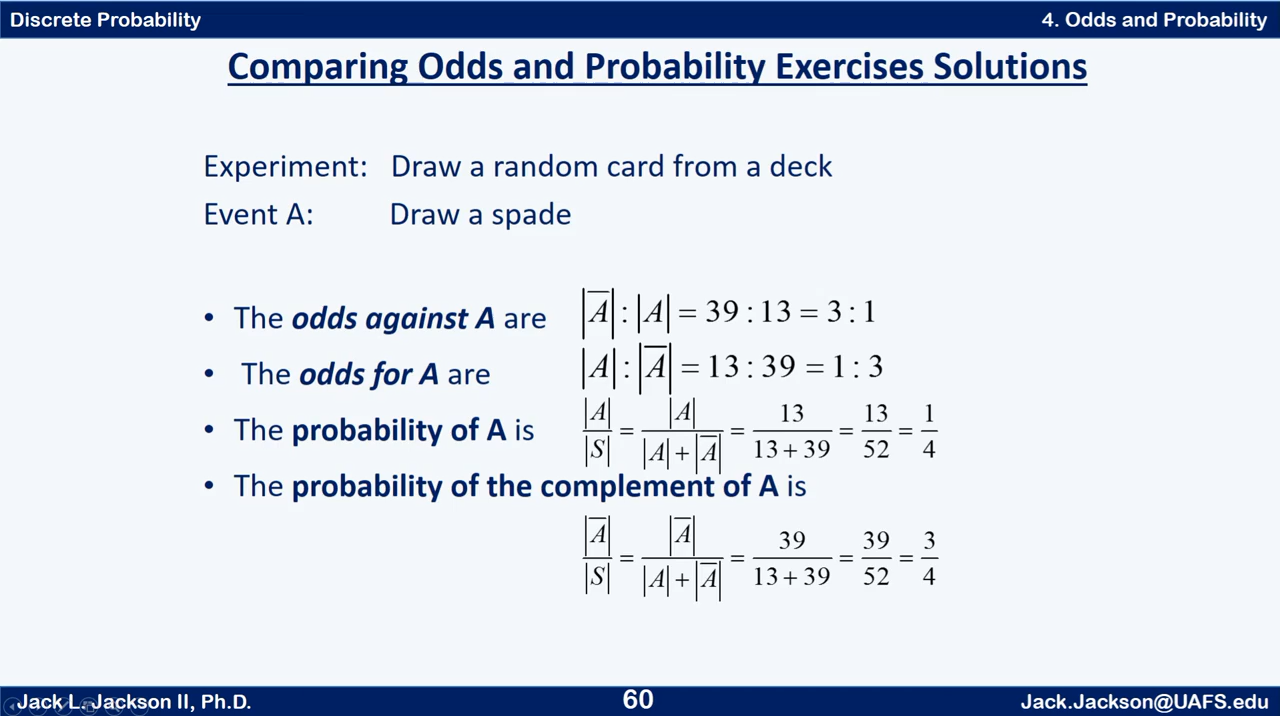 Discrete Probability 4. Odds and Probability
Comparing Odds and Probability Exercises Solutions
Experiment: Draw a random card from a deck
Event A: Draw a spade
• The odds against A are |A̅| : |A| = 39 : 13 = 3 : 1
• The odds for A are |A| : |A̅| = 13 : 39 = 1 : 3
• The probability of A is |A|/|S| = |A|/(|A| + |A̅|) = 13/(13 + 39) = 13/52 = 1/4
• The probability of the complement of A is
|A̅|/|S| = |A̅|/(|A| + |A̅|) = 39/(13 + 39) = 39/52 = 3/4
Jack L. Jackson II, Ph.D. 60 Jack.Jackson@UAFS.edu